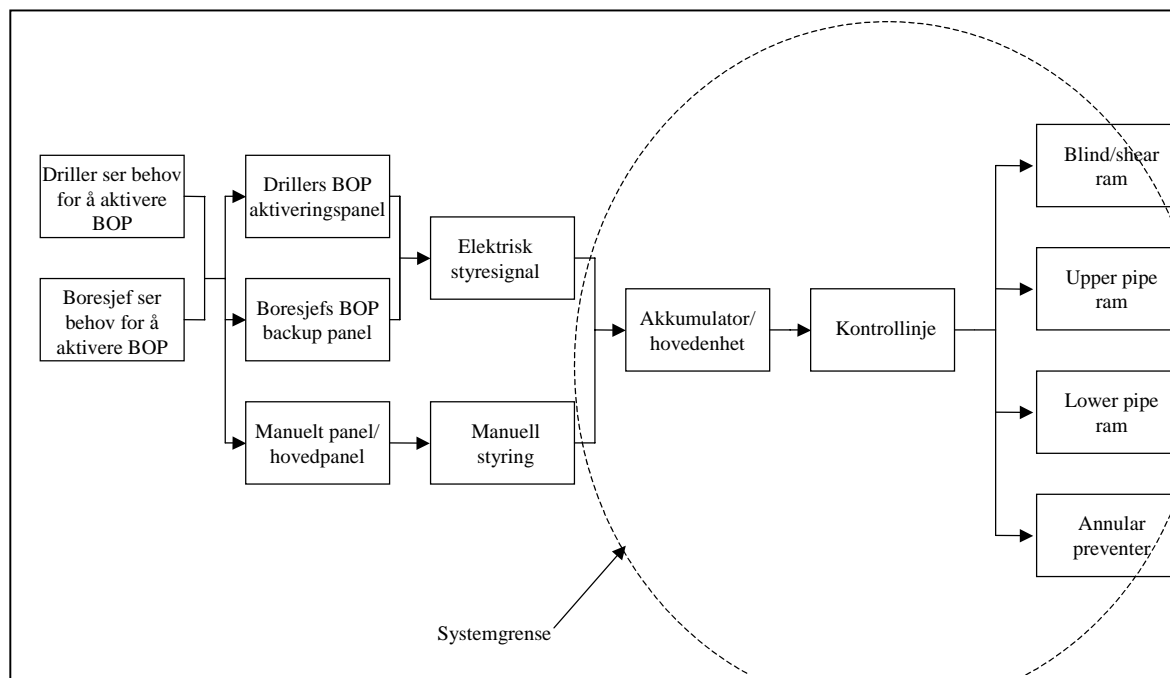 Driller ser behov
for å aktivere
BOP
Boresjef ser
behov for å
aktivere BOP
Drillers BOP
aktiveringspanel
Boresjefs BOP
backup panel
Manuelt panel/
hovedpanel
Elektrisk
styresignal
Manuell
styring
Akkumulator/
hovedenhet
Kontrollinje
Blind/shear
ram
Upper pipe
ram
Lower pipe
ram
Annular
preventer
Systemgrense